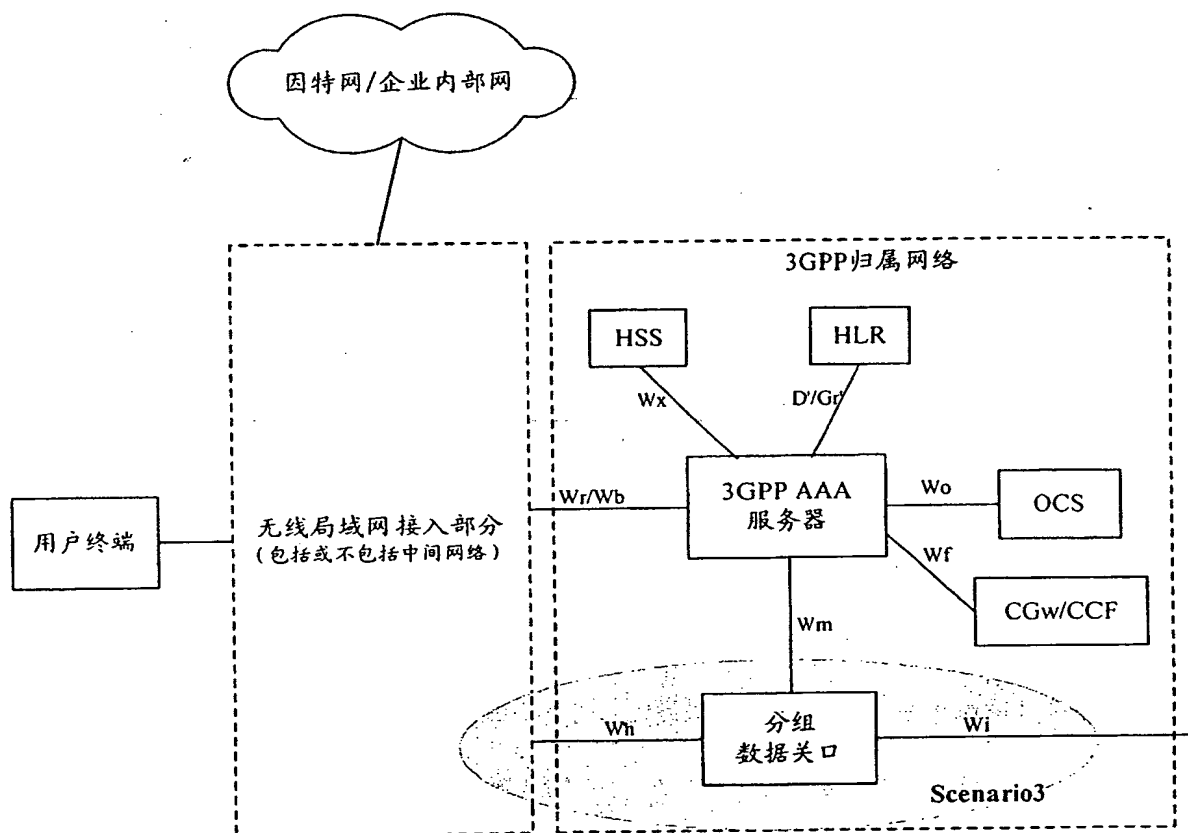 因特网/企业内部网
3GPP归属网络
HSS
HLR
Wx
D'/Gr'
Wr/Wb
3GPP AAA
服务器
Wo
OCS
用户终端
无线局域网接入部分
(包括或不包括中间网络)
Wf
CGw/CCF
Wm
Wn
分组
数据关口
Wi
Scenario3